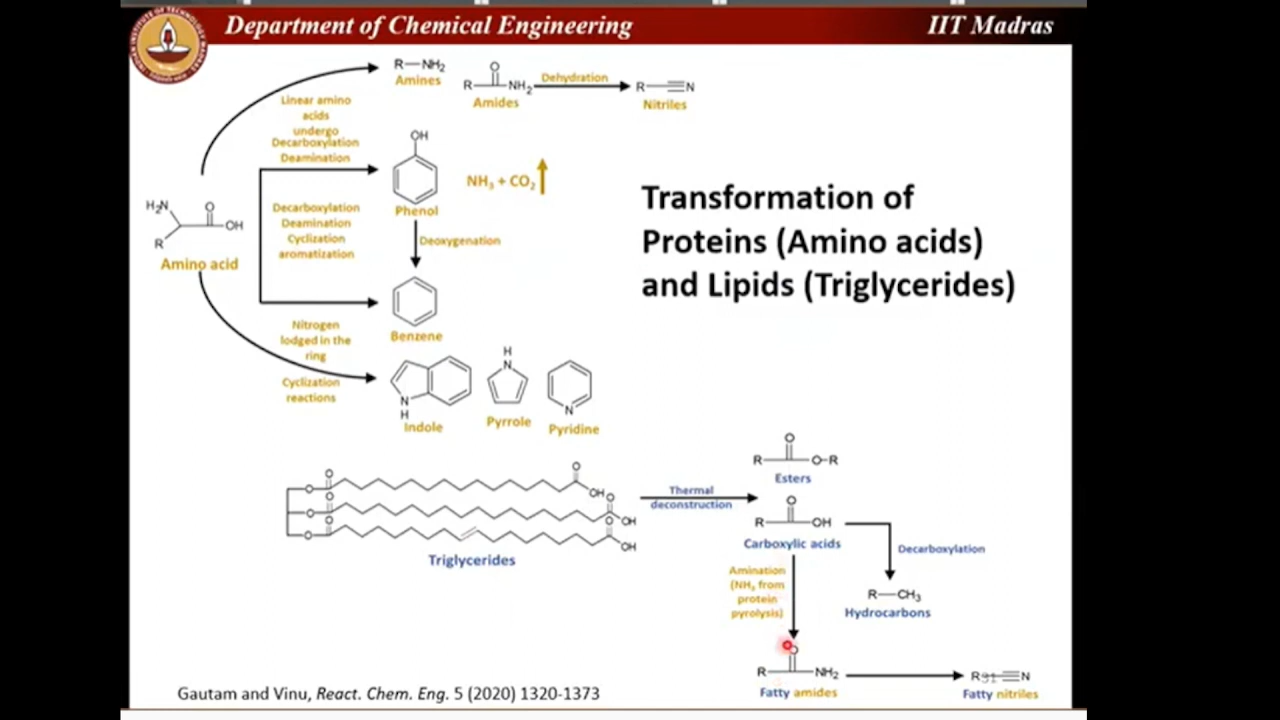 Department of Chemical Engineering
IIT Madras
R—NH₂
Amines
O
R NH₂
Amides
Dehydration
R N
Nitriles
Linear amino
acids
undergo
Decarboxylation
Deamination
OH
Phenol
NH₃ + CO₂
H₂N
O
OH
R
Amino acid
Decarboxylation
Deamination
Cyclization
aromatization
Deoxygenation
Benzene
Transformation of
Proteins (Amino acids)
and Lipids (Triglycerides)
Nitrogen
lodged in the
ring
Cyclization
reactions
N
H
Indole
H
N
Pyrrole
N
Pyridine
O
O
O
OH
O
O
O
OH
O
O
O
OH
Triglycerides
Thermal
deconstruction
O
R O-R
Esters
O
R OH
Carboxylic acids
Decarboxylation
R—CH₃
Hydrocarbons
Amination
(NH₃ from
protein
pyrolysis)
O
R NH₂
Fatty amides
R N
31
Fatty nitriles
Gautam and Vinu, React. Chem. Eng. 5 (2020) 1320-1373